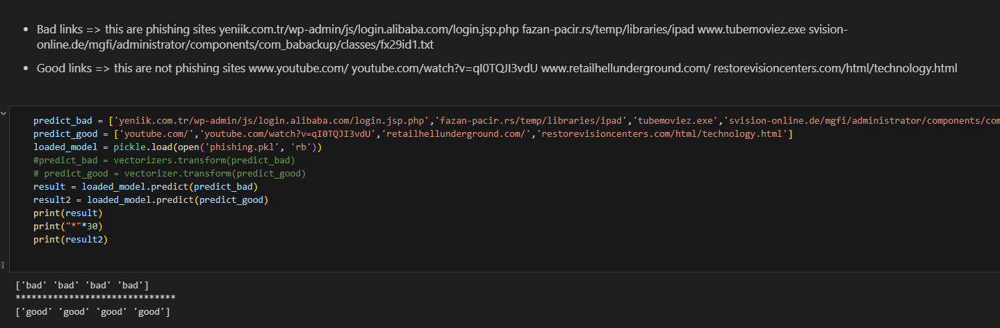 • Bad links => this are phishing sites yeniik.com.tr/wp-admin/js/login.alibaba.com/login.jsp.php fazan-pacir.rs/temp/libraries/ipad www.tubemoviez.exe svision-
online.de/mgfi/administrator/components/com_babackup/classes/fx29id1.txt
• Good links => this are not phishing sites www.youtube.com/ youtube.com/watch?v=qI0TQJI3vdU www.retailhellunderground.com/ restorevisioncenters.com/html/technology.html
predict_bad = ['yeniik.com.tr/wp-admin/js/login.alibaba.com/login.jsp.php','fazan-pacir.rs/temp/libraries/ipad','tubemoviez.exe','svision-online.de/mgfi/administrator/components/com
predict_good = ['youtube.com/','youtube.com/watch?v=qI0TQJI3vdU','retailhellunderground.com/','restorevisioncenters.com/html/technology.html']
loaded_model = pickle.load(open('phishing.pkl', 'rb'))
#predict_bad = vectorizers.transform(predict_bad)
# predict_good = vectorizer.transform(predict_good)
result = loaded_model.predict(predict_bad)
result2 = loaded_model.predict(predict_good)
print(result)
print("*"*30)
print(result2)
]
['bad' 'bad' 'bad' 'bad']
******************************
['good' 'good' 'good' 'good']